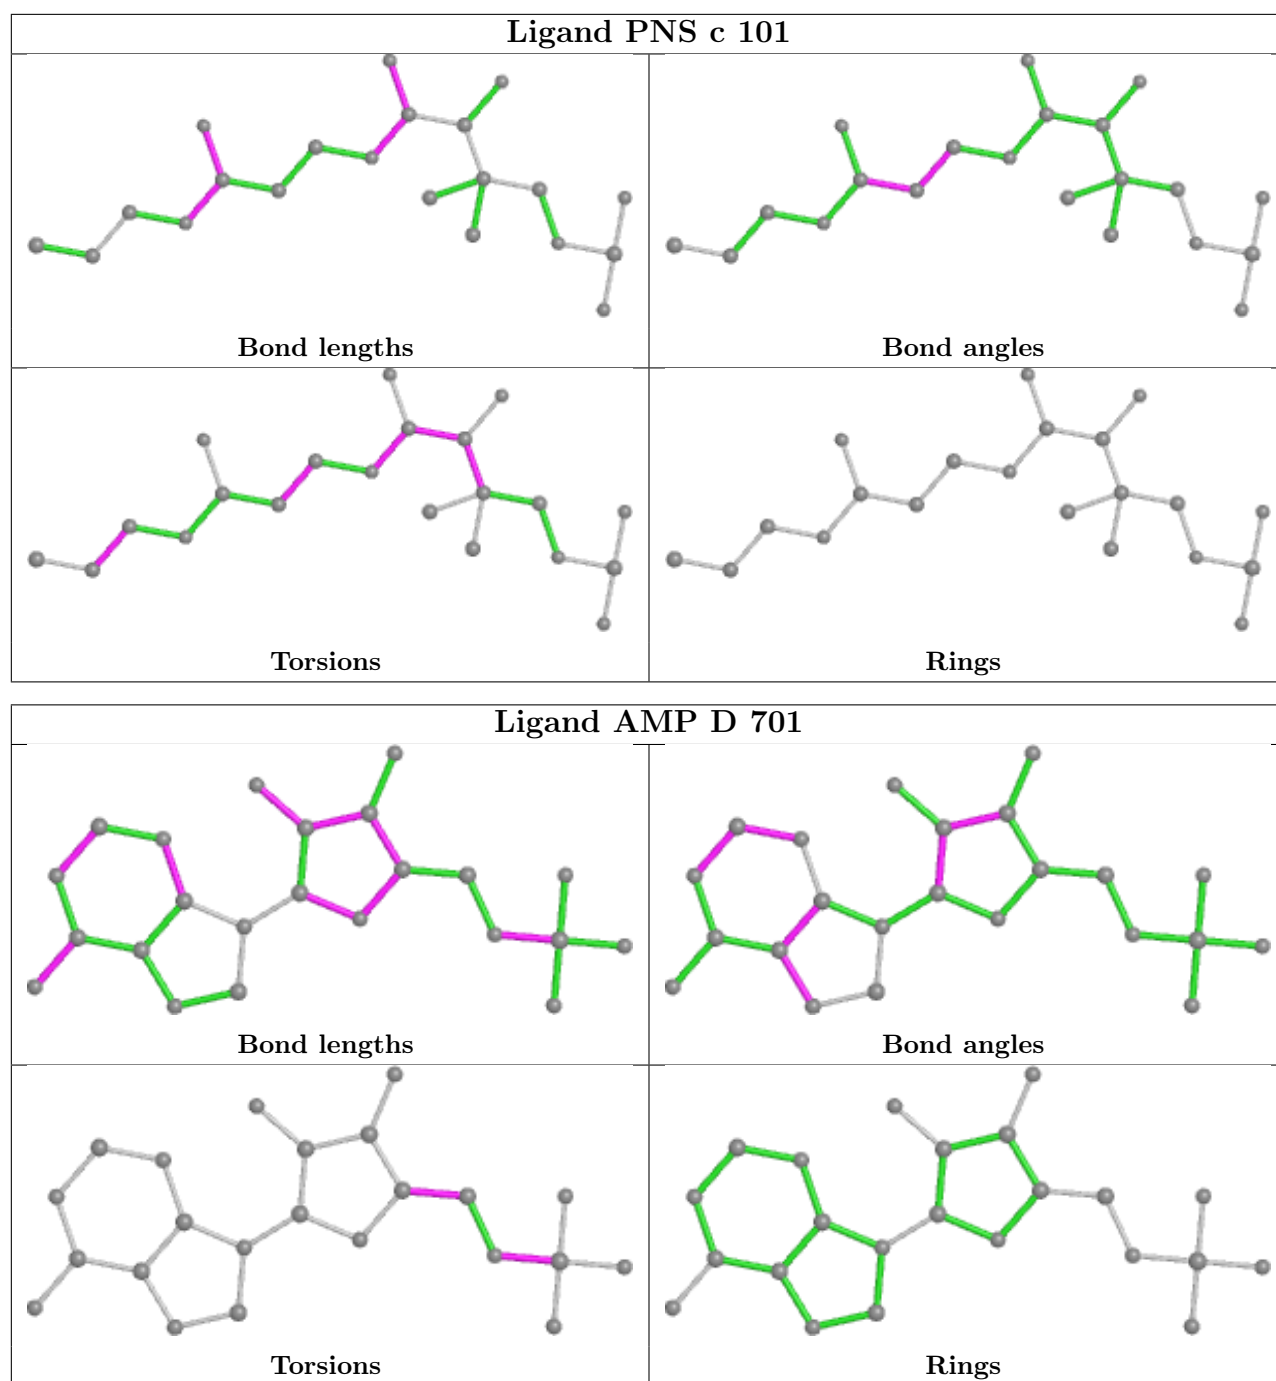 Ligand PNS c 101
Bond lengths
Bond angles
Torsions
Rings
Ligand AMP D 701
Bond lengths
Bond angles
Torsions
Rings